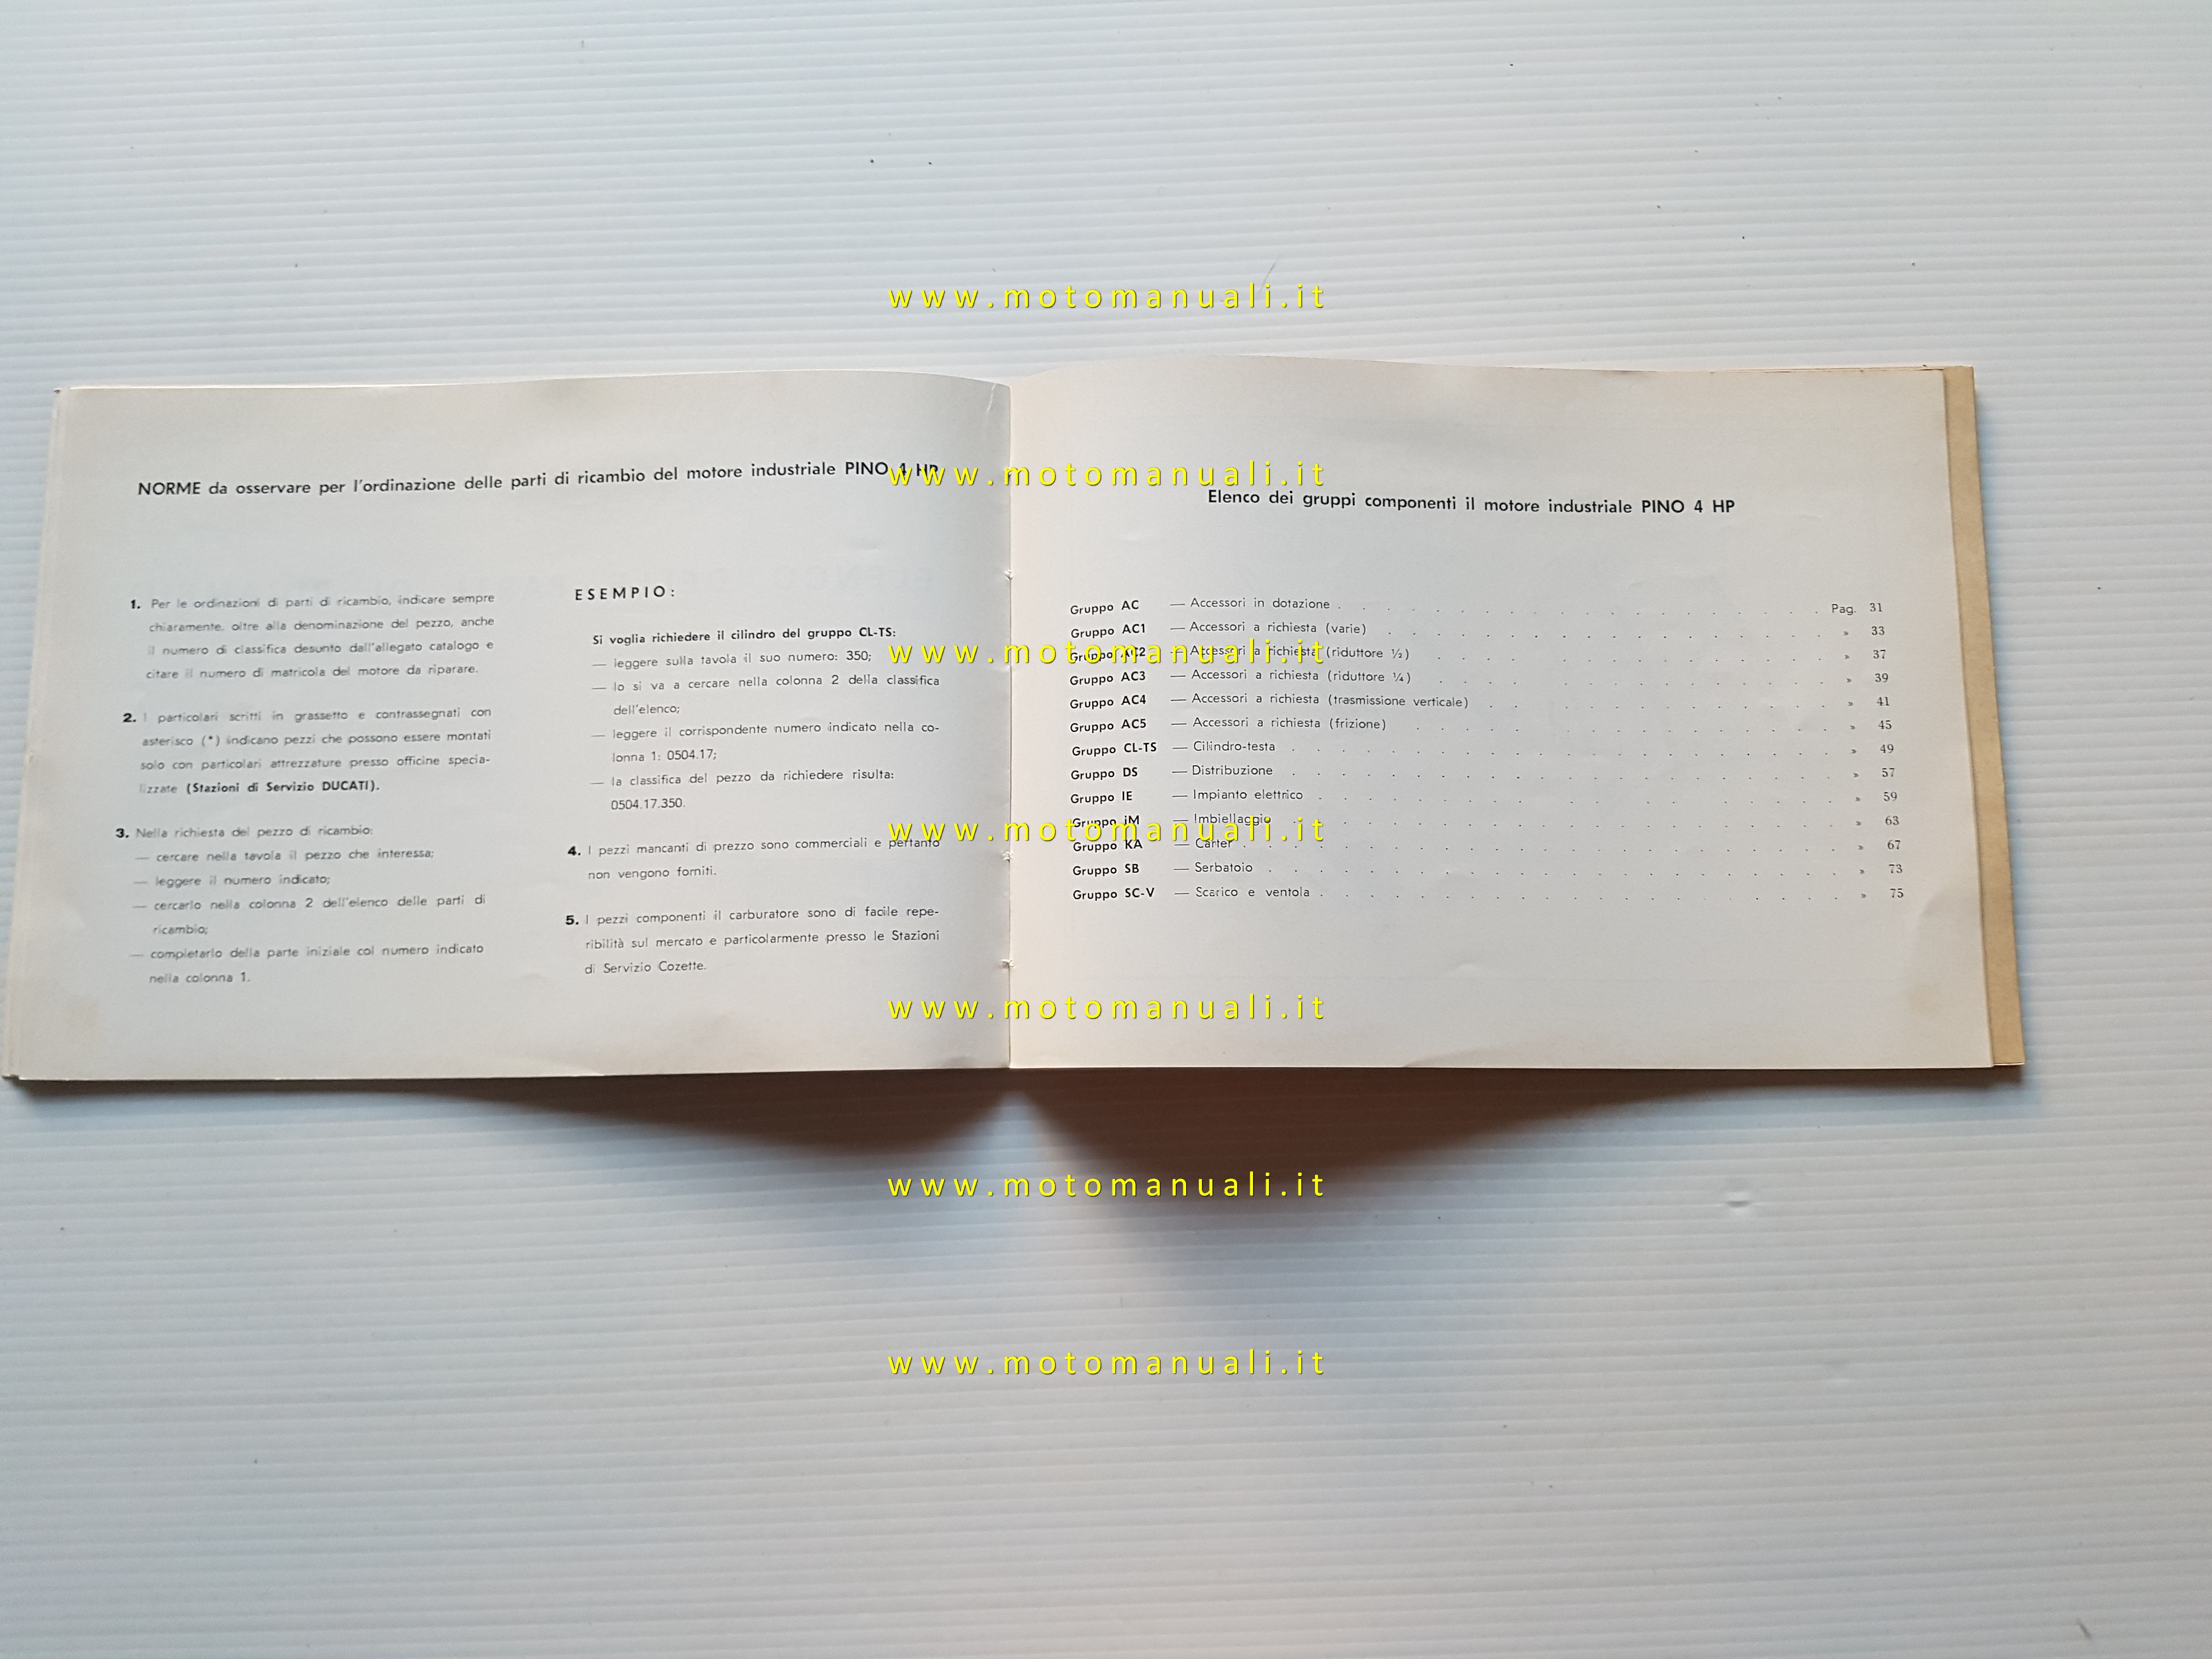 www.motomanuali.it
NORME da osservare per l'ordinazione delle parti di ricambio del motore industriale PINO 4 HP
1. Per le ordinazioni di parti di ricambio, indicare sempre
chiaramente, oltre alla denominazione del pezzo, anche
il numero di classifica desunto dall'allegato catalogo e
citare il numero di matricola del motore da riparare.
2. I particolari scritti in grassetto e contrassegnati con
asterisco (*) indicano pezzi che possono essere montati
solo con particolari attrezzature presso officine specia-
lizzate (Stazioni di Servizio DUCATI).
3. Nella richiesta del pezzo di ricambio:
— cercare nella tavola il pezzo che interessa;
— leggere il numero indicato;
— cercarlo nella colonna 2 dell'elenco delle parti di
ricambio;
— completarlo della parte iniziale col numero indicato
nella colonna 1.
ESEMPIO:
Si voglia richiedere il cilindro del gruppo CL-TS:
— leggere sulla tavola il suo numero: 350;
— lo si va a cercare nella colonna 2 della classifica
dell'elenco;
— leggere il corrispondente numero indicato nella co-
lonna 1: 0504.17;
— la classifica del pezzo da richiedere risulta:
0504.17.350.
4. I pezzi mancanti di prezzo sono commerciali e pertanto
non vengono forniti.
5. I pezzi componenti il carburatore sono di facile repe-
ribilità sul mercato e particolarmente presso le Stazioni
di Servizio Cozette.
www.motomanuali.it
Elenco dei gruppi componenti il motore industriale PINO 4 HP
Gruppo AC — Accessori in dotazione . . . . . Pag. 31
Gruppo AC1 — Accessori a richiesta (varie) . . . . . » 33
www.motomanuali.it
Gruppo AC2 — Accessori a richiesta (riduttore ½) . . . . . » 37
Gruppo AC3 — Accessori a richiesta (riduttore ¼) . . . . . » 39
Gruppo AC4 — Accessori a richiesta (trasmissione verticale) . . . . . » 41
Gruppo AC5 — Accessori a richiesta (frizione) . . . . . » 45
Gruppo CL-TS — Cilindro-testa . . . . . » 49
Gruppo DS — Distribuzione . . . . . » 57
Gruppo IE — Impianto elettrico . . . . . » 59
Gruppo iM — Imbiellaggio . . . . . » 63
www.motomanuali.it
Gruppo KA — Carter . . . . . » 67
Gruppo SB — Serbatoio . . . . . » 73
Gruppo SC-V — Scarico e ventola . . . . . » 75
www.motomanuali.it
www.motomanuali.it
www.motomanuali.it